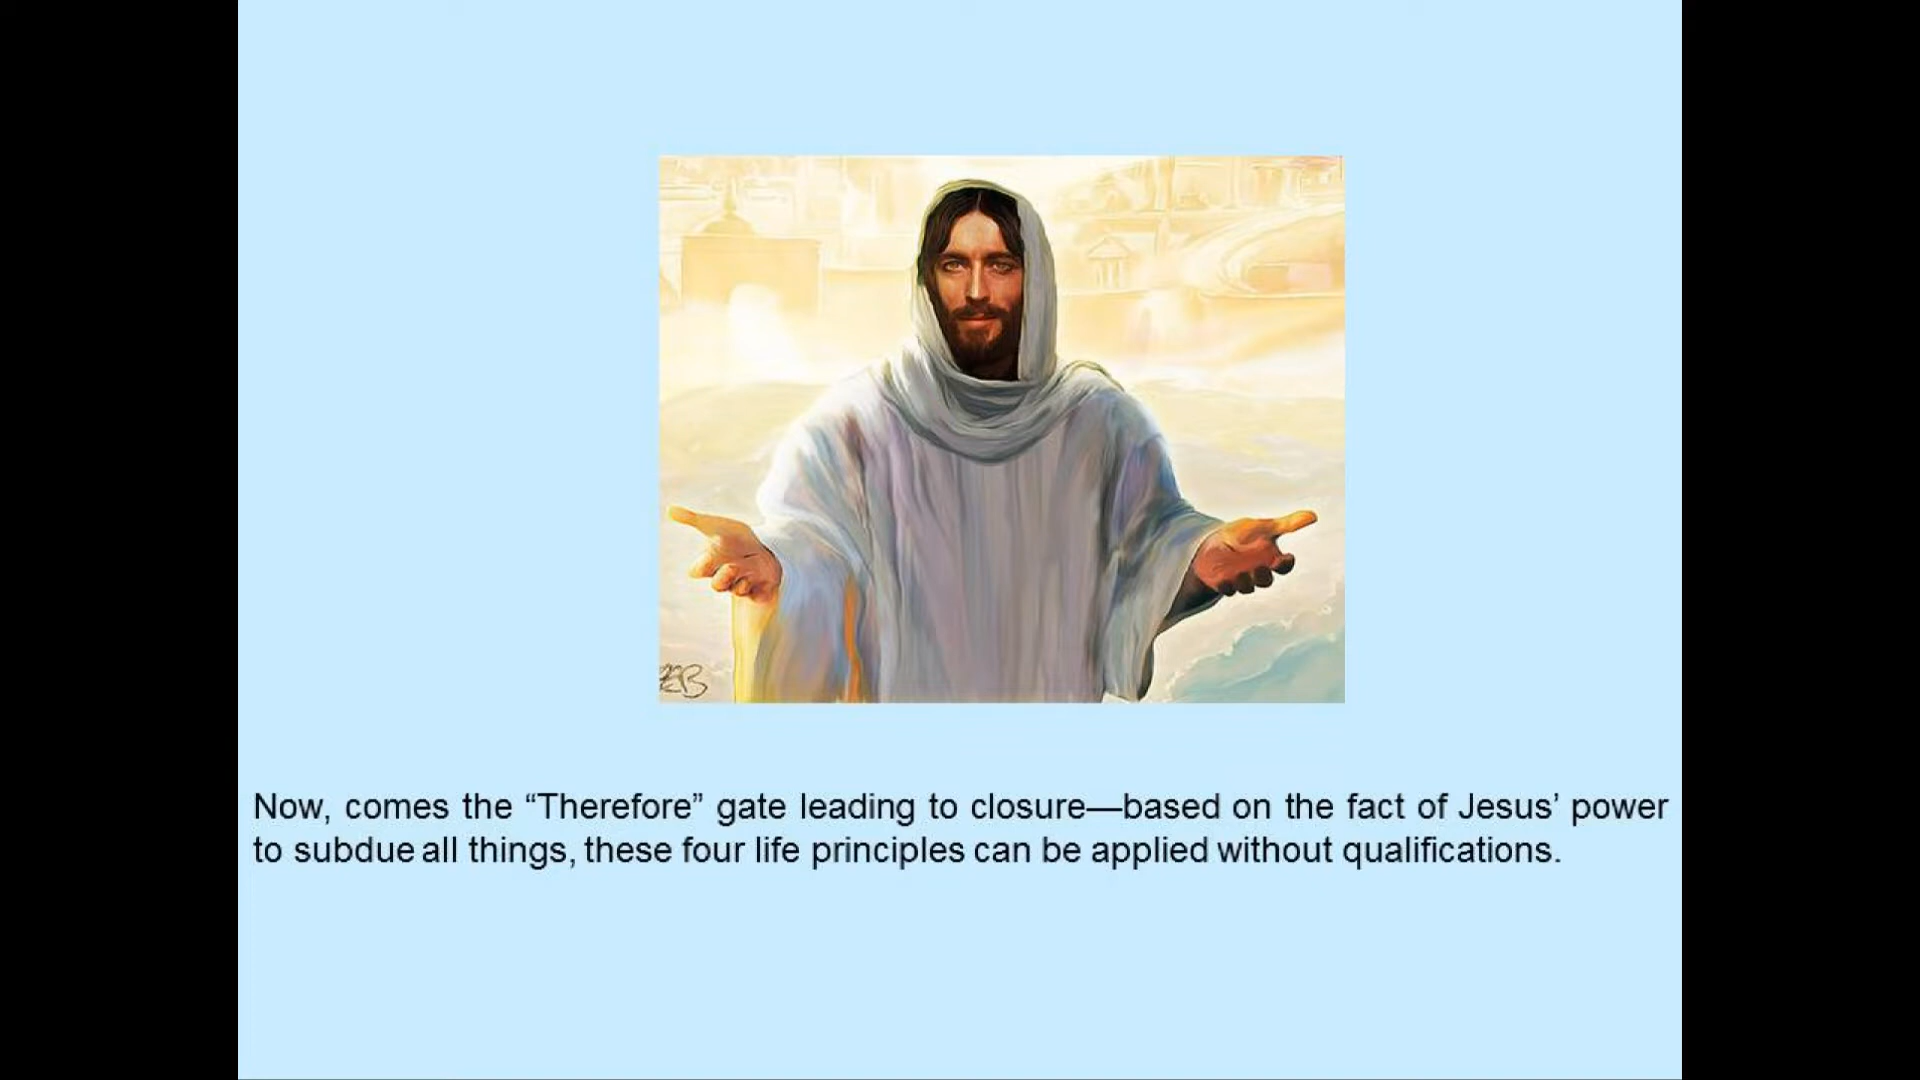 Now, comes the “Therefore” gate leading to closure—based on the fact of Jesus’ power
to subdue all things, these four life principles can be applied without qualifications.